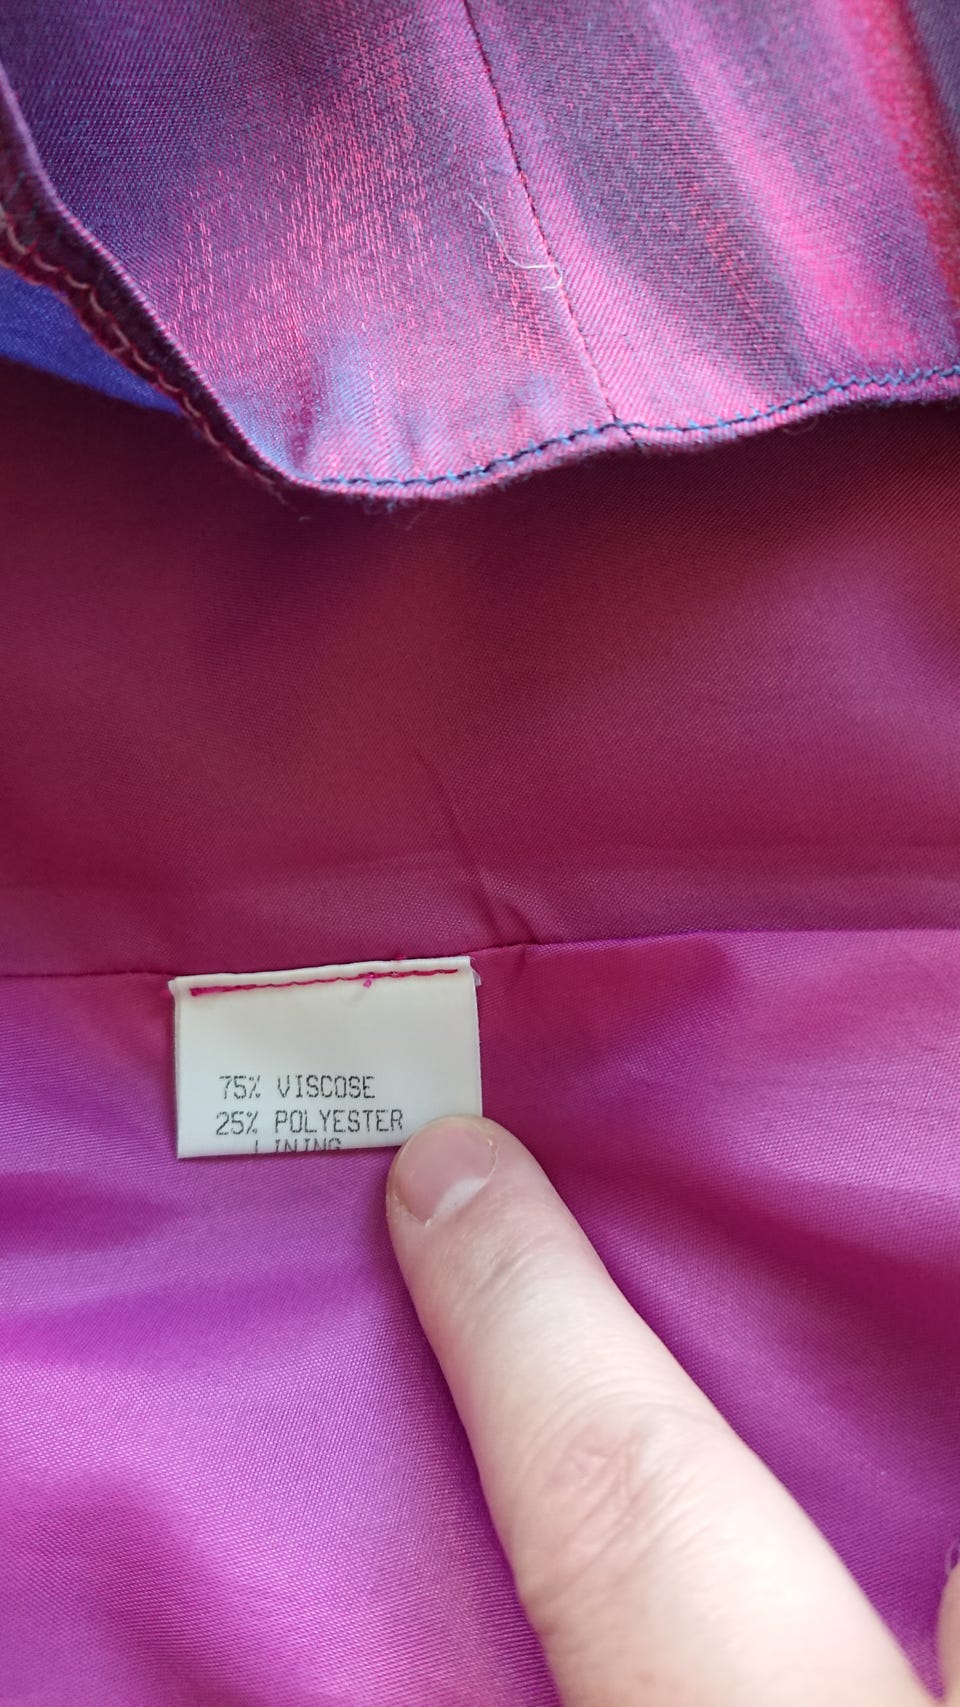 75% VISCOSE
25% POLYESTER
LINING